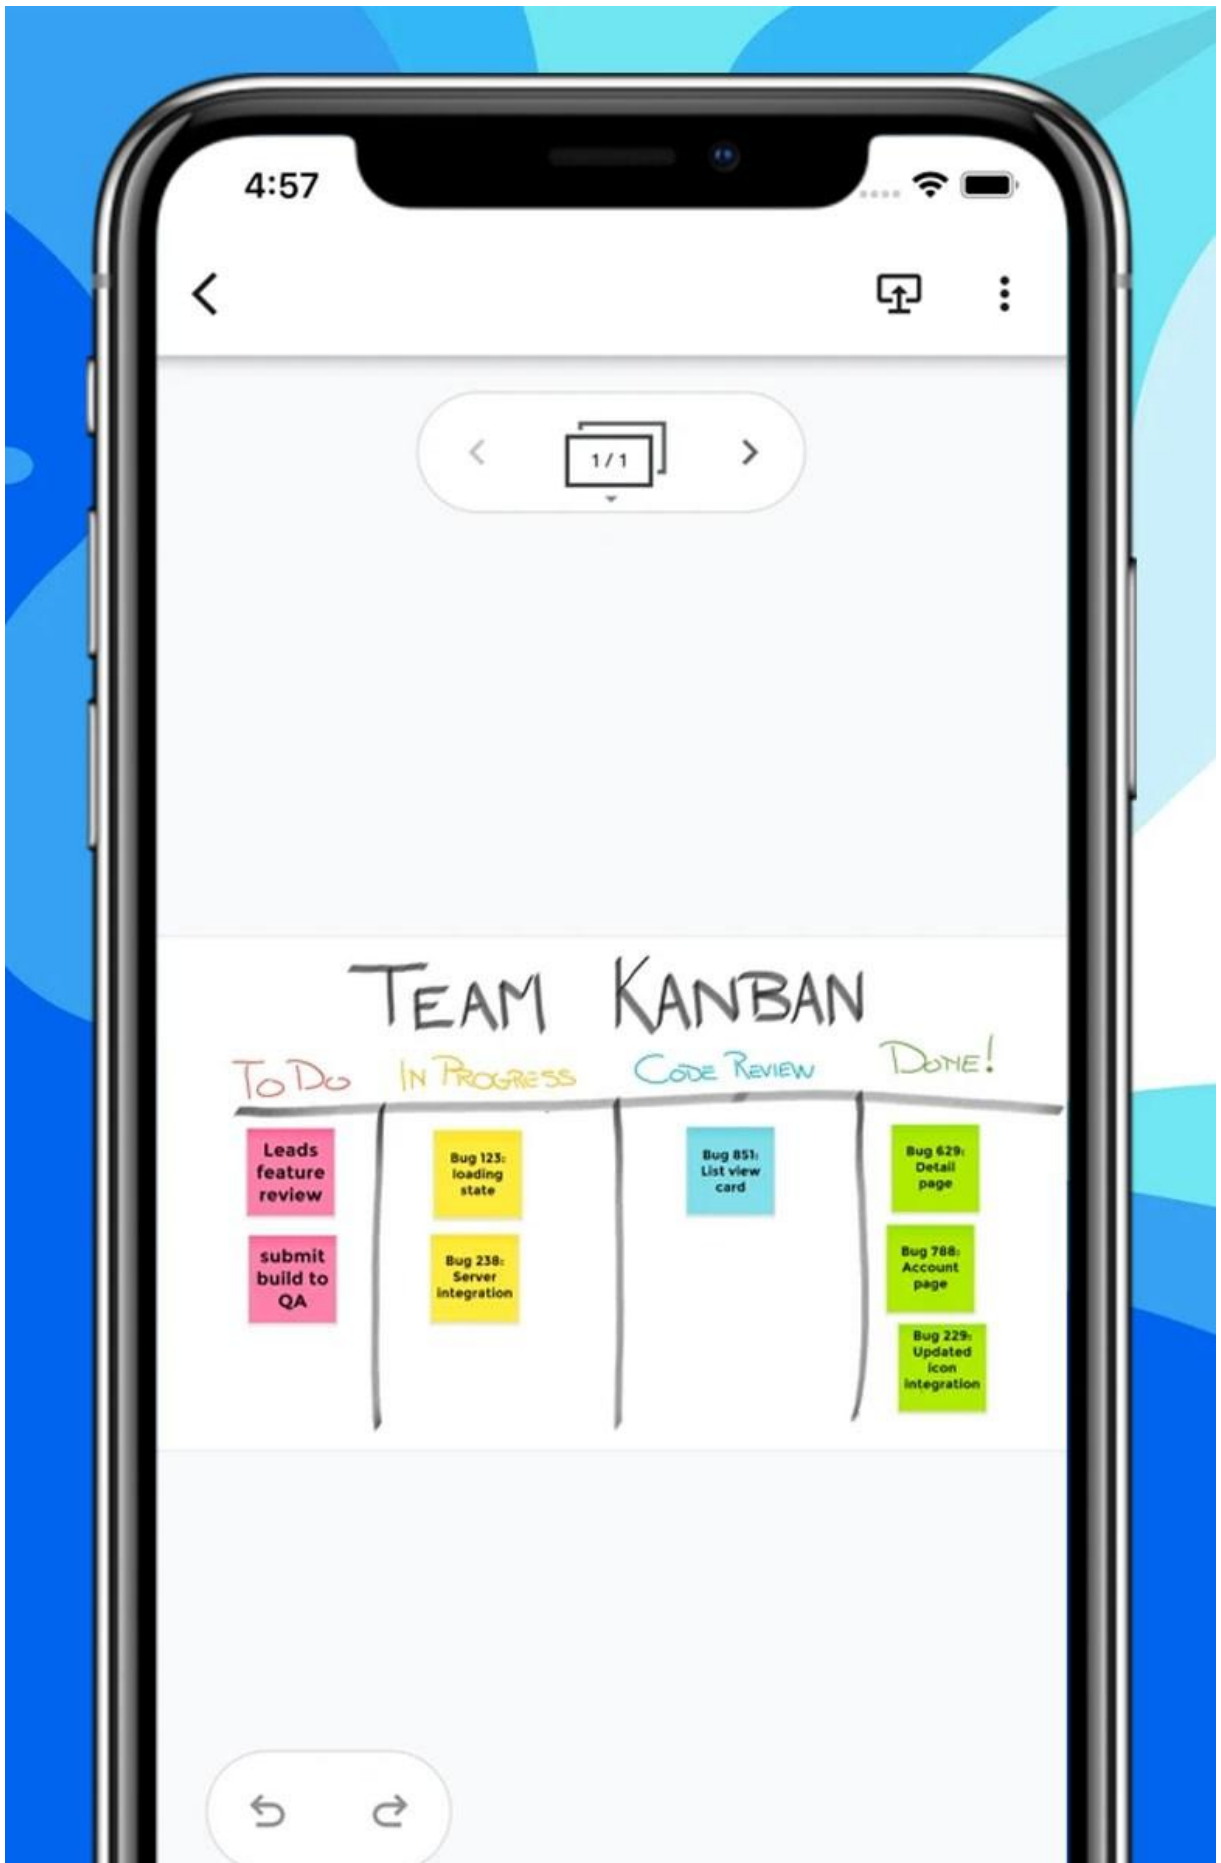 4:57
1 / 1
TEAM KANBAN
TO DO
IN PROGRESS
CODE REVIEW
DONE!
Leads
feature
review
submit
build to
QA
Bug 123:
loading
state
Bug 238:
Server
integration
Bug 851:
List view
card
Bug 629:
Detail
page
Bug 788:
Account
page
Bug 229:
Updated
icon
integration